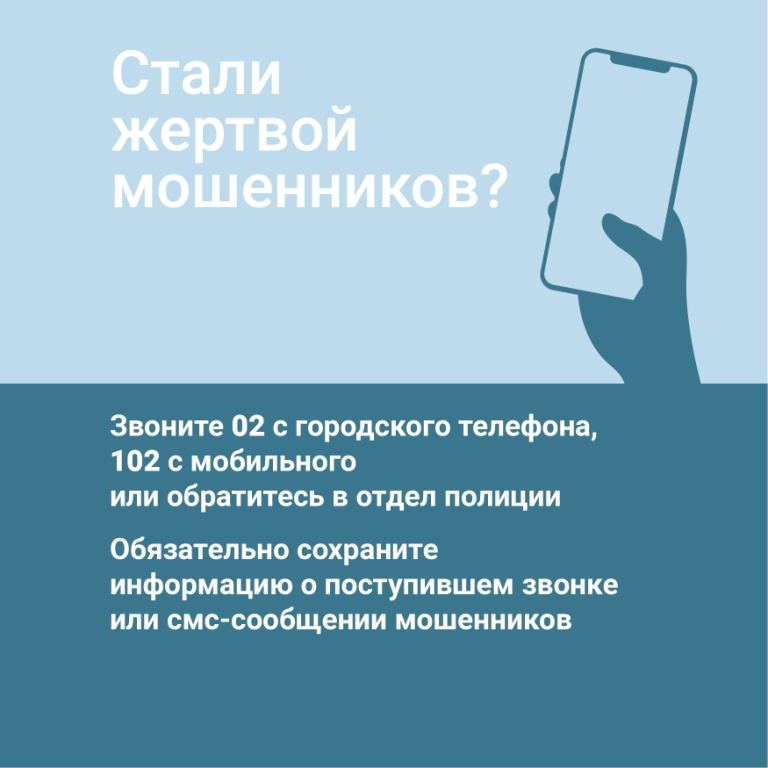 Стали
жертвой
мошенников?
Звоните 02 с городского телефона,
102 с мобильного
или обратитесь в отдел полиции
Обязательно сохраните
информацию о поступившем звонке
или смс-сообщении мошенников